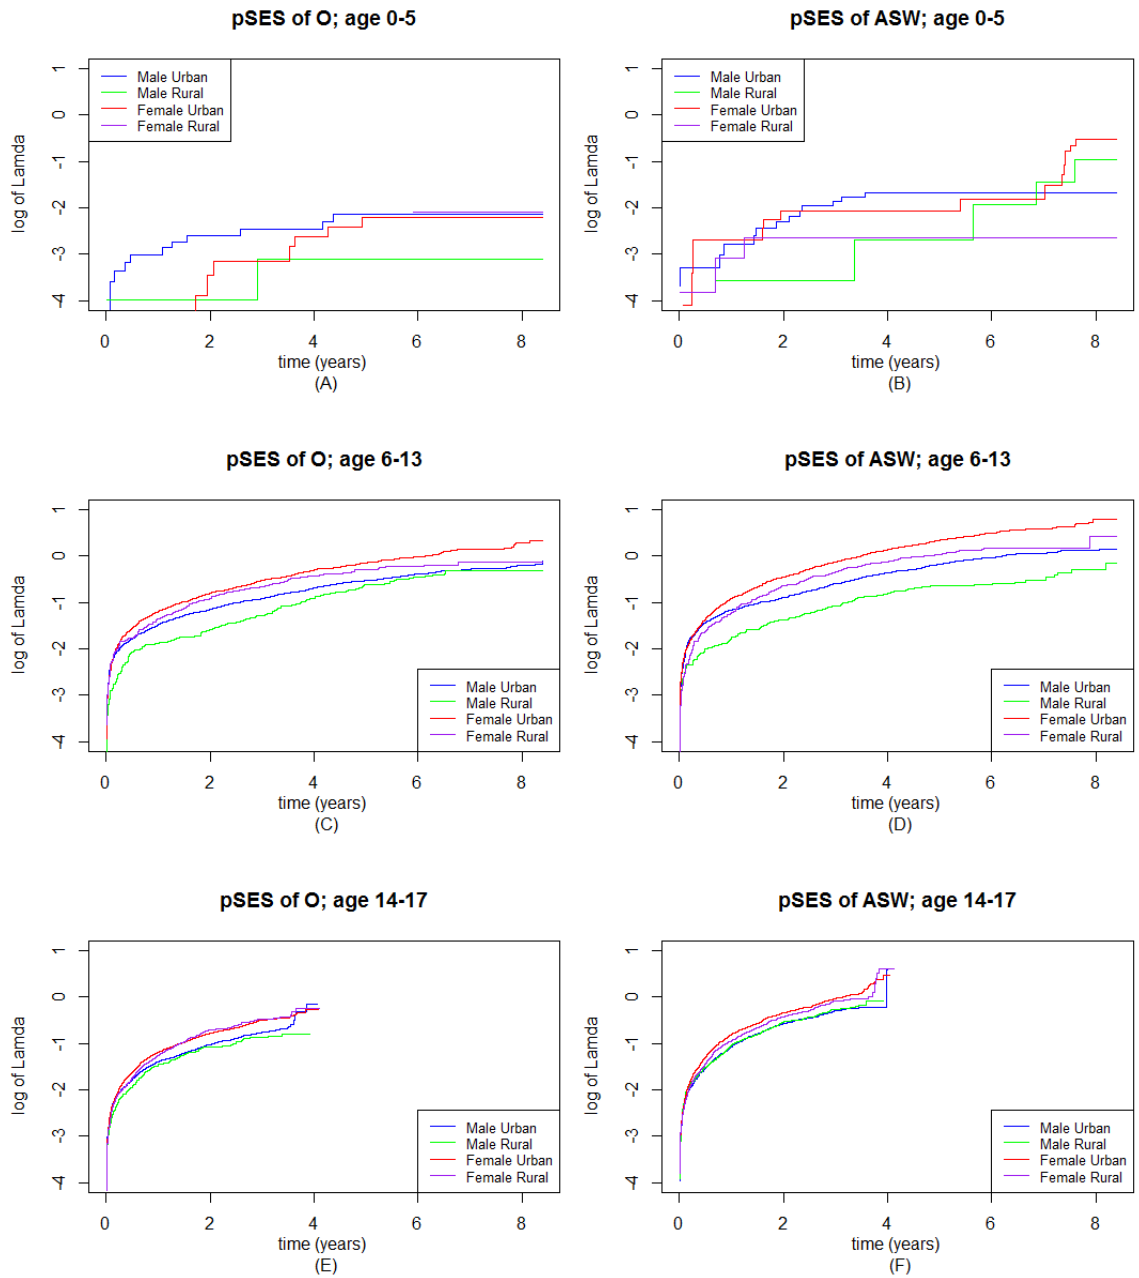 pSES of O; age 0-5
log of Lamda
1
0
-1
-2
-3
-4
Male Urban
Male Rural
Female Urban
Female Rural
0 2 4 6 8
time (years)
(A)
pSES of ASW; age 0-5
log of Lamda
1
0
-1
-2
-3
-4
Male Urban
Male Rural
Female Urban
Female Rural
0 2 4 6 8
time (years)
(B)
pSES of O; age 6-13
log of Lamda
1
0
-1
-2
-3
-4
Male Urban
Male Rural
Female Urban
Female Rural
0 2 4 6 8
time (years)
(C)
pSES of ASW; age 6-13
log of Lamda
1
0
-1
-2
-3
-4
Male Urban
Male Rural
Female Urban
Female Rural
0 2 4 6 8
time (years)
(D)
pSES of O; age 14-17
log of Lamda
1
0
-1
-2
-3
-4
Male Urban
Male Rural
Female Urban
Female Rural
0 2 4 6 8
time (years)
(E)
pSES of ASW; age 14-17
log of Lamda
1
0
-1
-2
-3
-4
Male Urban
Male Rural
Female Urban
Female Rural
0 2 4 6 8
time (years)
(F)